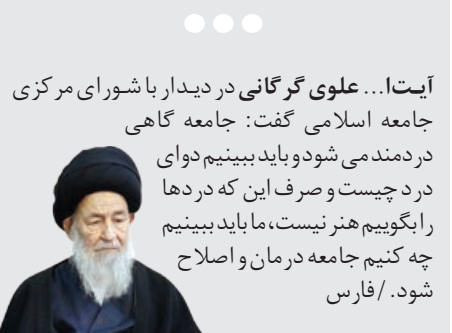 آیت‌ا... علوی گرگانی در دیدار با شورای مرکزی
جامعه اسلامی گفت: جامعه گاهی
دردمند می شود و باید ببینیم دوای
درد چیست و صرف این که دردها
را بگوییم هنر نیست، ما باید ببینیم
چه کنیم جامعه درمان و اصلاح
شود. /فارس